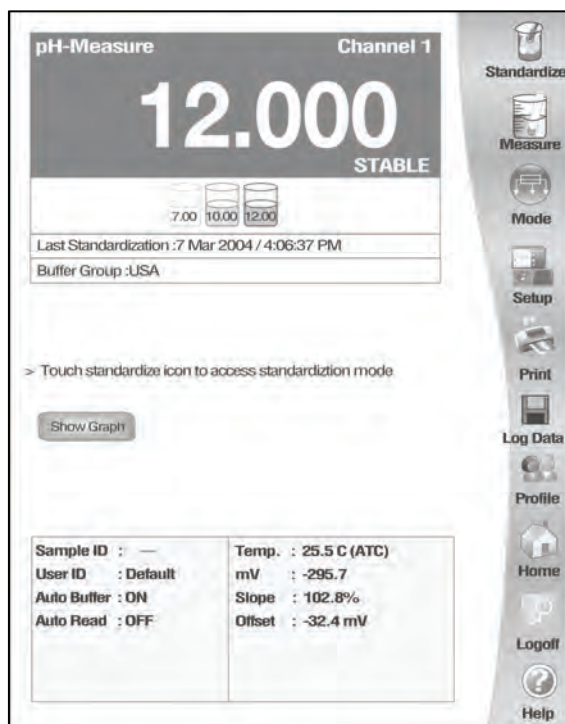 pH-Measure Channel 1
12.000
STABLE
7.00 10.00 12.00
Last Standardization :7 Mar 2004 / 4:06:37 PM
Buffer Group :USA
> Touch standardize icon to access standardiztion mode
Show Graph
Sample ID : —
User ID : Default
Auto Buffer : ON
Auto Read : OFF
Temp. : 25.5 C (ATC)
mV : -295.7
Slope : 102.8%
Offset : -32.4 mV
Standardize
Measure
Mode
Setup
Print
Log Data
Profile
Home
Logoff
Help